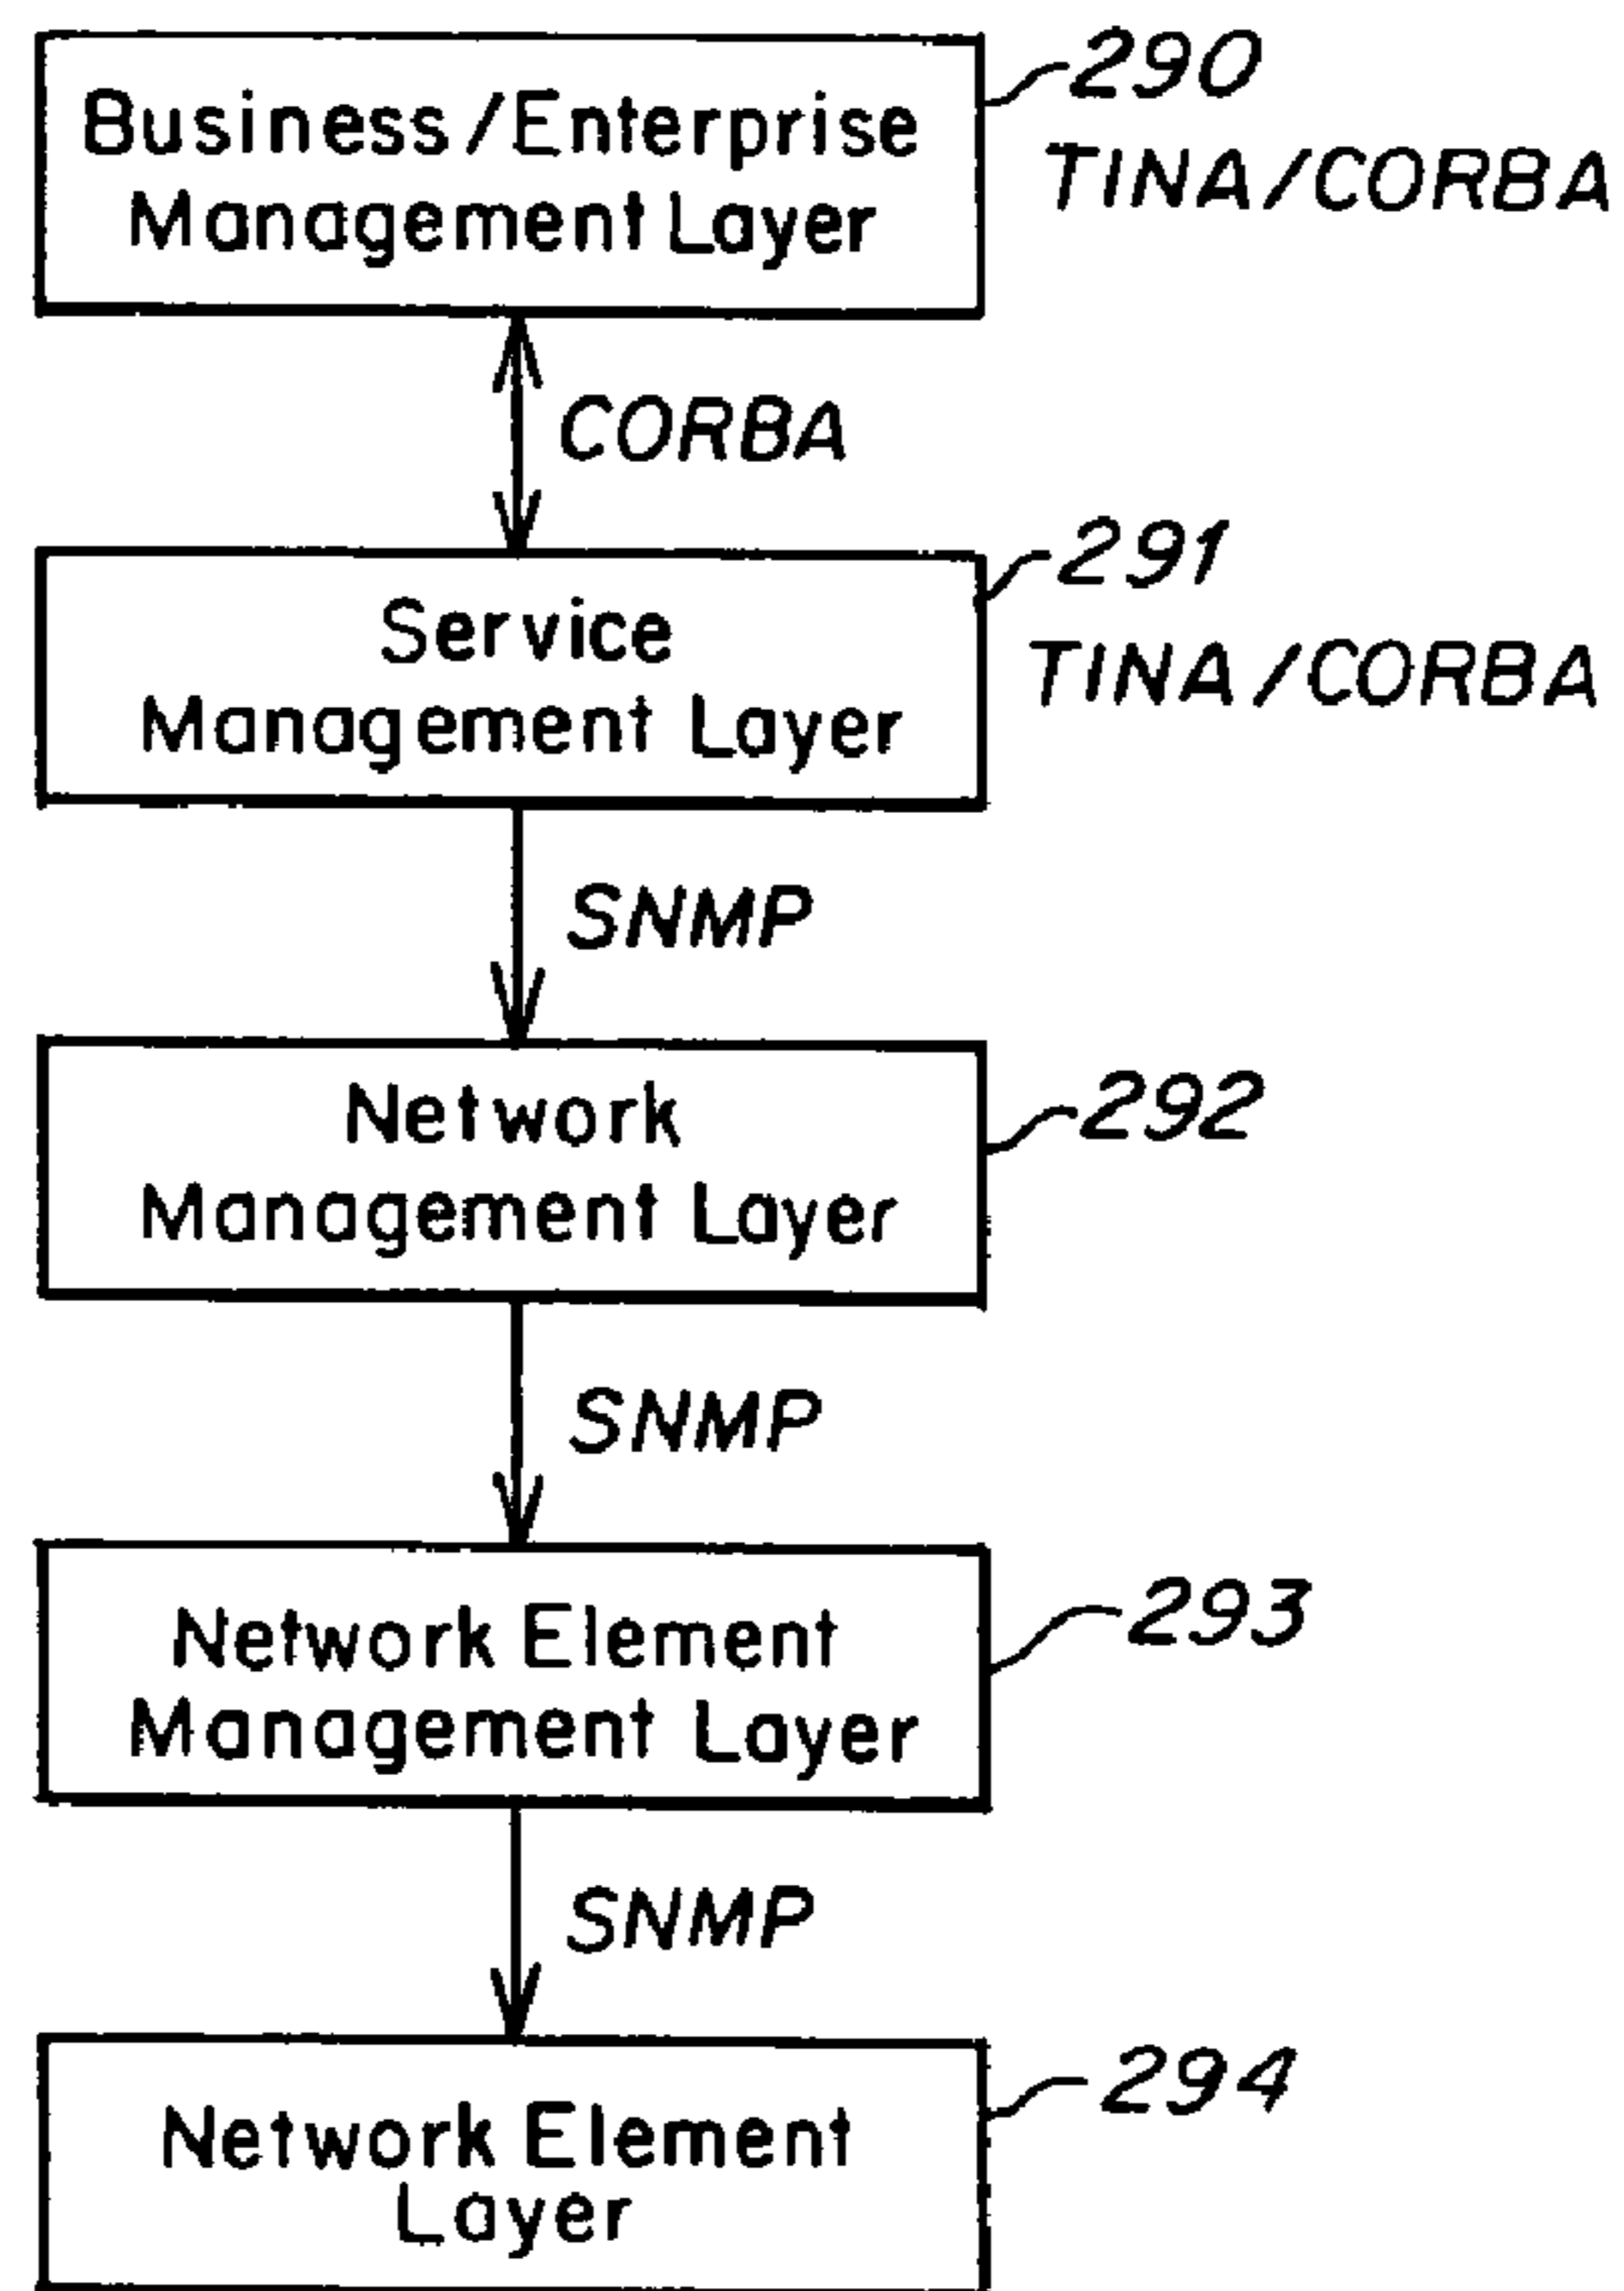 Business/Enterprise
Management Layer
290
TINA/CORBA
CORBA
Service
Management Layer
291
TINA/CORBA
SNMP
Network
Management Layer
292
SNMP
Network Element
Management Layer
293
SNMP
Network Element
Layer
294